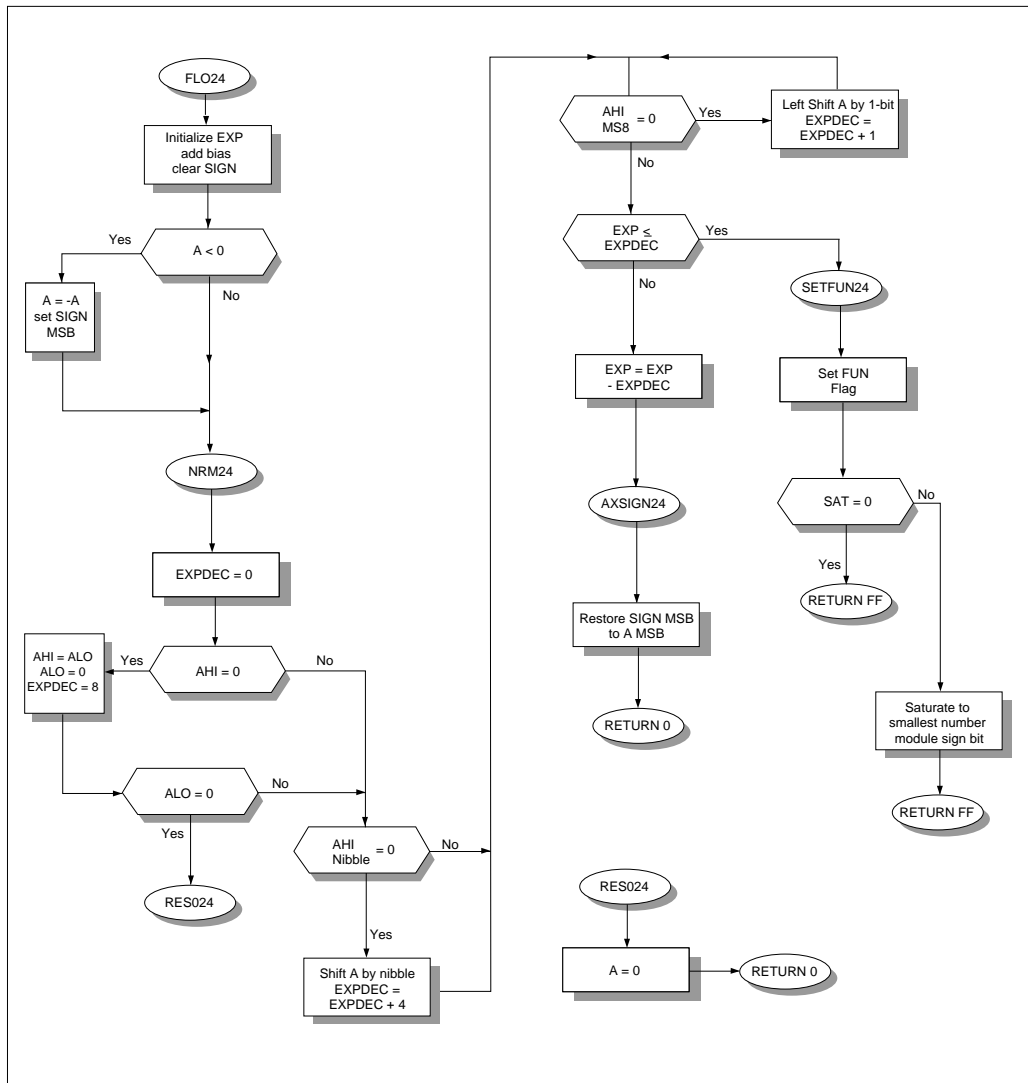 FLO24
Initialize EXP
add bias
clear SIGN
Yes
A < 0
No
A = -A
set SIGN
MSB
NRM24
EXPDEC = 0
AHI = ALO
ALO = 0
EXPDEC = 8
Yes
AHI = 0
No
ALO = 0
No
Yes
RES024
AHI
Nibble = 0
No
Yes
Shift A by nibble
EXPDEC =
EXPDEC + 4
AHI
MS8 = 0
Yes
Left Shift A by 1-bit
EXPDEC =
EXPDEC + 1
No
EXP ≤
EXPDEC
Yes
No
SETFUN24
EXP = EXP
- EXPDEC
Set FUN
Flag
AXSIGN24
SAT = 0
No
Yes
RETURN FF
Restore SIGN MSB
to A MSB
RETURN 0
Saturate to
smallest number
module sign bit
RETURN FF
RES024
A = 0
RETURN 0